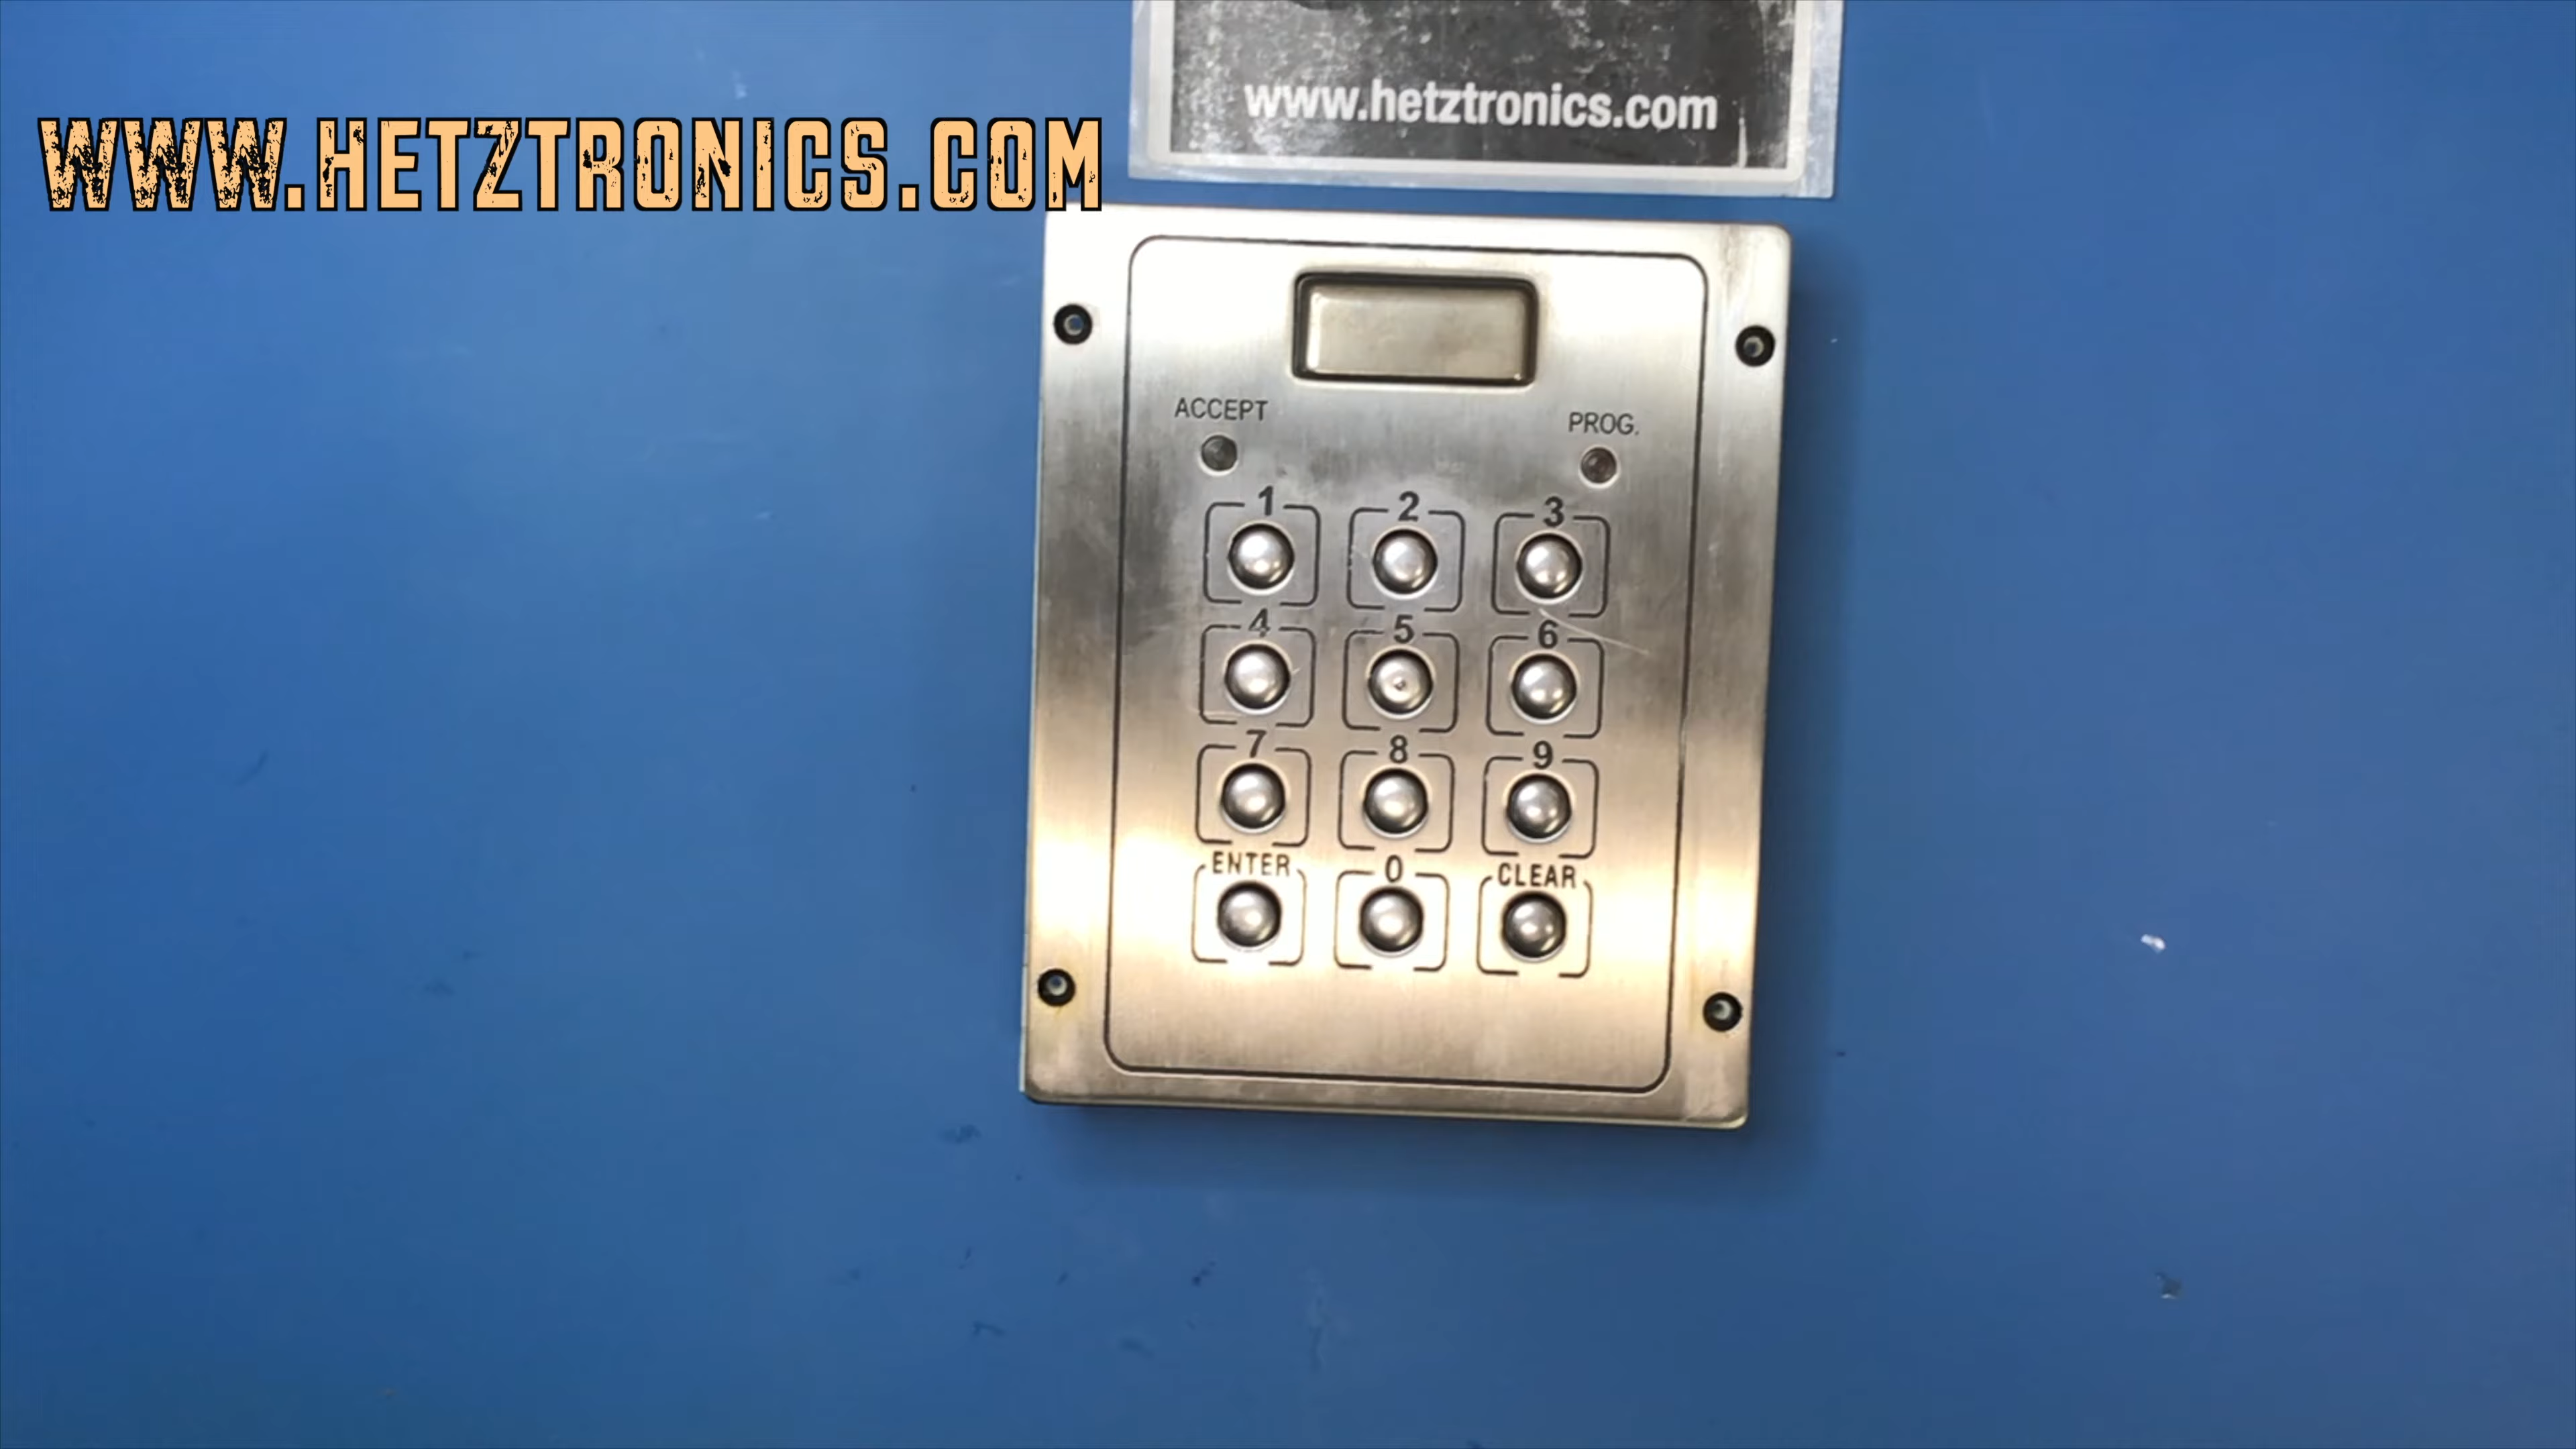 www.hetztronics.com
WWW.HETZTRONICS.COM
ACCEPT PROG.
1 2 3
4 5 6
7 8 9
ENTER 0 CLEAR